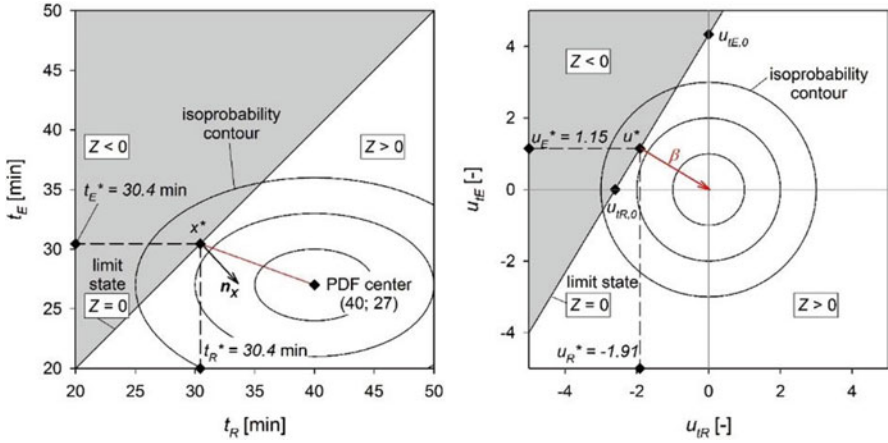 50
45
40
35
30
25
20
t_E [min]
20 25 30 35 40 45 50
t_R [min]
isoprobability
contour
Z < 0
Z > 0
t_E* = 30.4 min
x*
limit
state
Z = 0
n_X
PDF center
(40; 27)
t_R* = 30.4 min
4
2
0
-2
-4
u_tE [-]
-4 -2 0 2 4
u_tR [-]
u_tE,0
Z < 0
isoprobability
contour
u_E* = 1.15
u*
β
u_tR,0
limit state
Z = 0
Z > 0
u_R* = -1.91